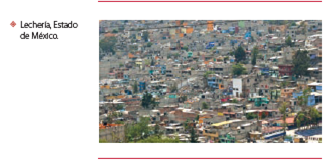 Lechería, Estado
de México.